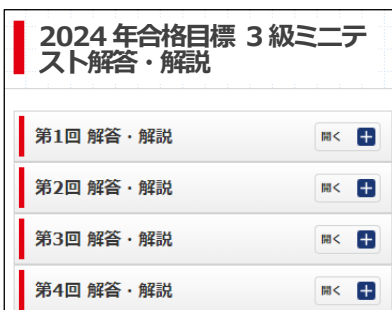 2024 年合格目標 3 級ミニテ
スト解答・解説
第1回 解答・解説
開く
第2回 解答・解説
開く
第3回 解答・解説
開く
第4回 解答・解説
開く